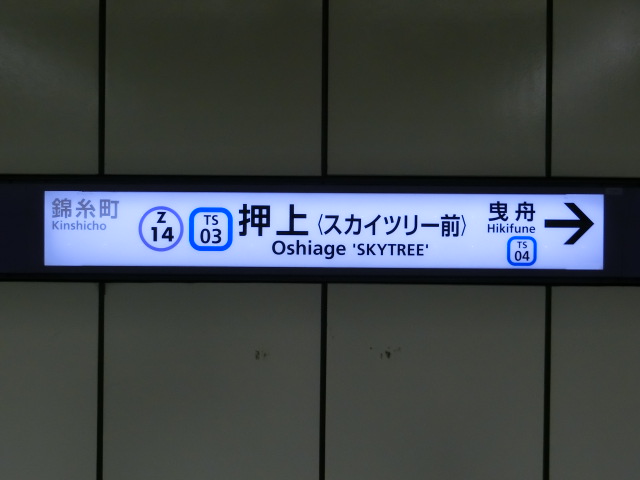 錦糸町
Kinshicho
Z
14
TS
03
押上〈スカイツリー前〉
Oshiage 'SKYTREE'
曳舟
Hikifune
TS
04